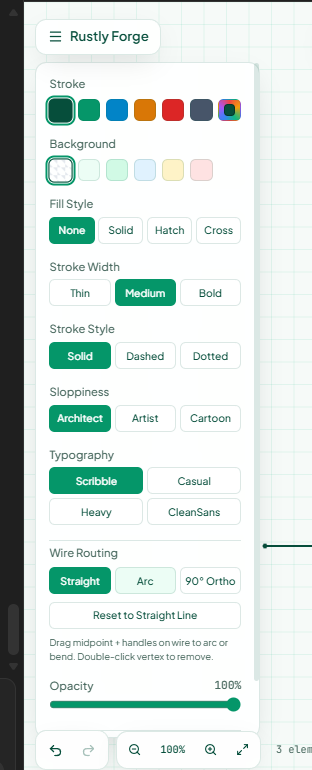 Rustly Forge
Stroke
Background
Fill Style
None Solid Hatch Cross
Stroke Width
Thin Medium Bold
Stroke Style
Solid Dashed Dotted
Sloppiness
Architect Artist Cartoon
Typography
Scribble Casual
Heavy CleanSans
Wire Routing
Straight Arc 90° Ortho
Reset to Straight Line
Drag midpoint + handles on wire to arc or
bend. Double-click vertex to remove.
Opacity 100%
100% 3 elem